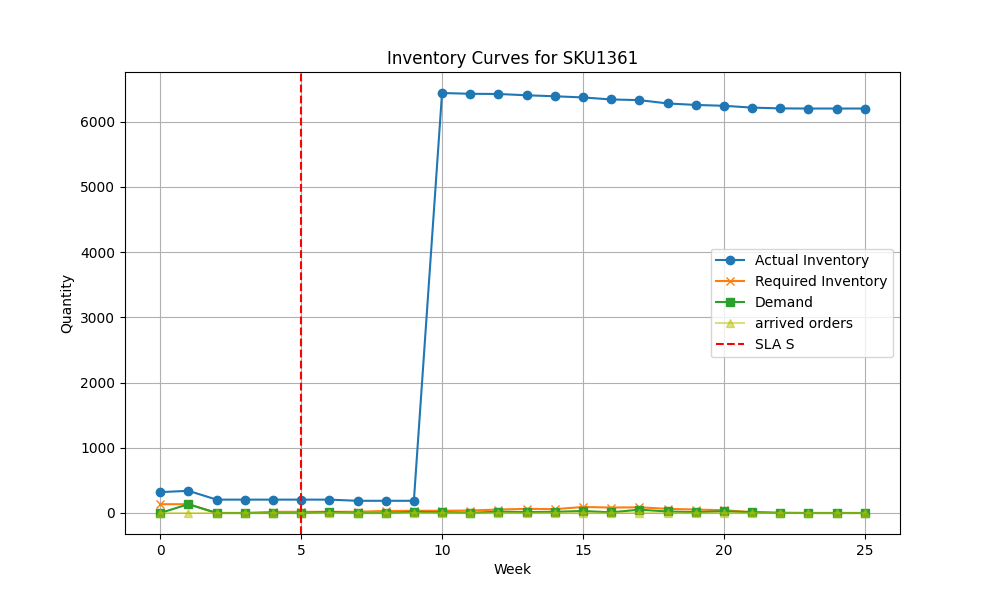 Inventory Curves for SKU1361
Quantity
6000
5000
4000
3000
2000
1000
0
Actual Inventory
Required Inventory
Demand
arrived orders
SLA S
0 5 10 15 20 25
Week